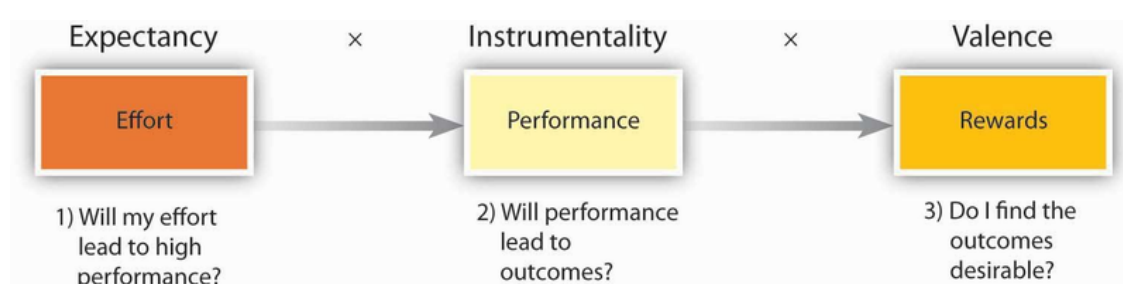 Expectancy × Instrumentality × Valence
Effort
Performance
Rewards
1) Will my effort
lead to high
performance?
2) Will performance
lead to
outcomes?
3) Do I find the
outcomes
desirable?